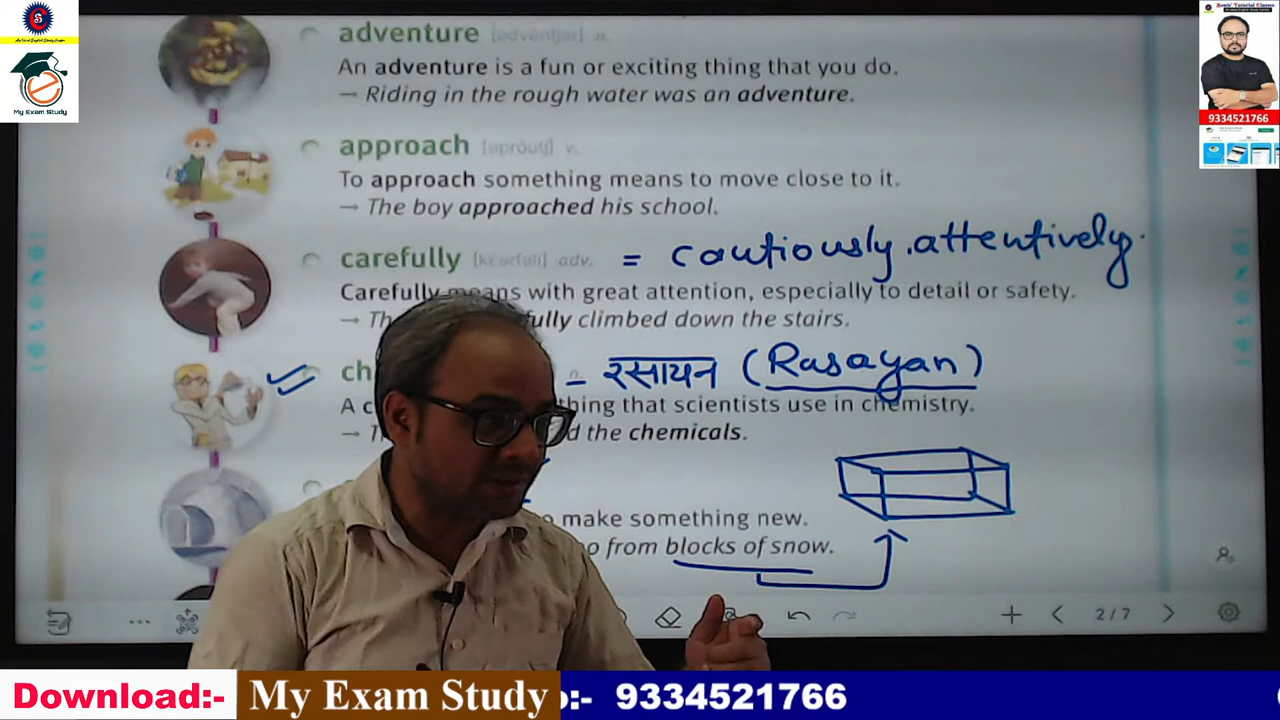 My Exam Study
9334521766
adventure
n.
An adventure is a fun or exciting thing that you do.
→ Riding in the rough water was an adventure.
approach
v.
To approach something means to move close to it.
→ The boy approached his school.
carefully adv. = cautiously. attentively.
Carefully means with great attention, especially to detail or safety.
→ climbed down the stairs.
ch n. – रसायन (Rasayan)
A c thing that scientists use in chemistry.
→ the chemicals.
make something new.
from blocks of snow.
2/7
Download:- My Exam Study 9334521766